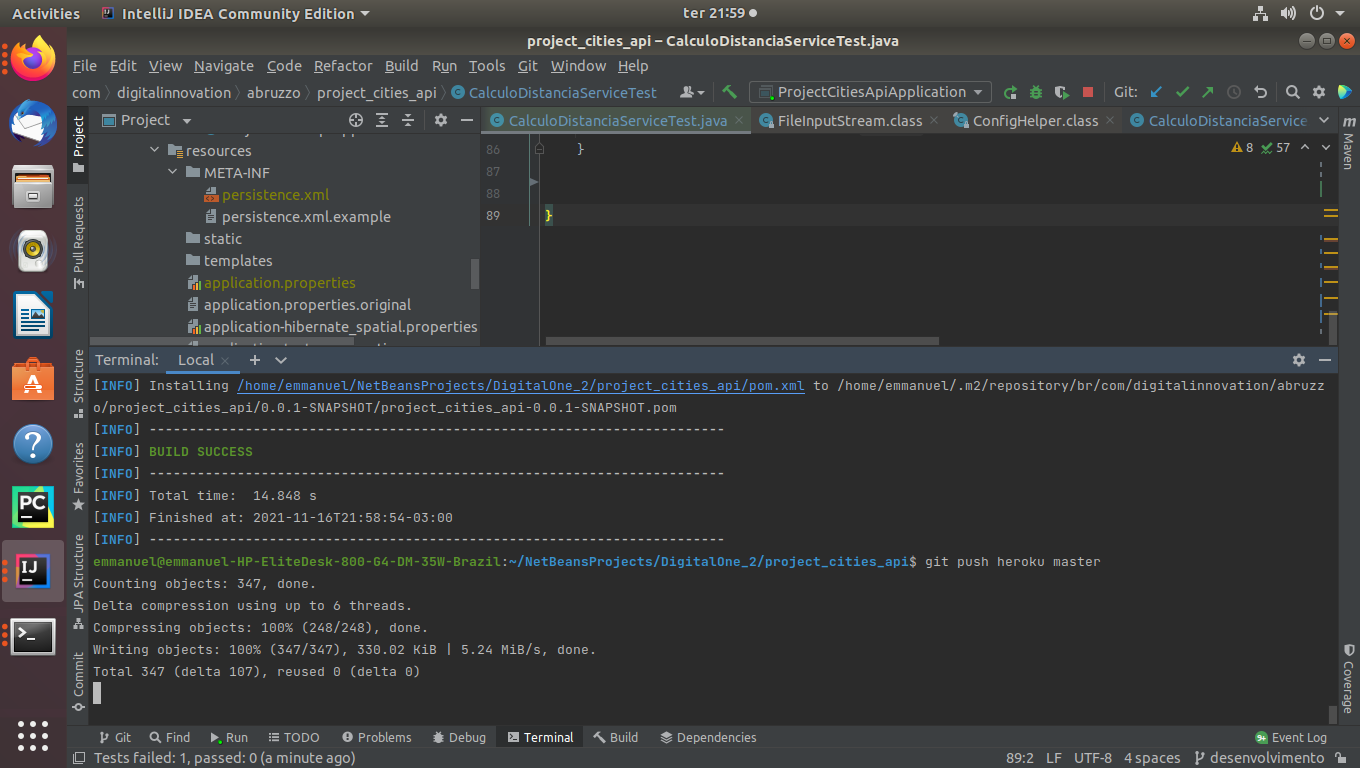 Activities IntelliJ IDEA Community Edition ter 21:59
project_cities_api – CalculoDistanciaServiceTest.java
File Edit View Navigate Code Refactor Build Run Tools Git Window Help
com digitalinnovation abruzzo project_cities_api CalculoDistanciaServiceTest ProjectCitiesApiApplication Git:
Project CalculoDistanciaServiceTest.java FileInputStream.class ConfigHelper.class CalculoDistanciaService
resources
META-INF
persistence.xml
persistence.xml.example
static
templates
application.properties
application.properties.original
application-hibernate_spatial.properties
86 }
87
88
89 }
8 57
Project
Pull Requests
Structure
Favorites
JPA Structure
Commit
Maven
Coverage
Terminal: Local
[INFO] Installing /home/emmanuel/NetBeansProjects/DigitalOne_2/project_cities_api/pom.xml to /home/emmanuel/.m2/repository/br/com/digitalinnovation/abruzz
o/project_cities_api/0.0.1-SNAPSHOT/project_cities_api-0.0.1-SNAPSHOT.pom
[INFO] ------------------------------------------------------------------------
[INFO] BUILD SUCCESS
[INFO] ------------------------------------------------------------------------
[INFO] Total time:  14.848 s
[INFO] Finished at: 2021-11-16T21:58:54-03:00
[INFO] ------------------------------------------------------------------------
emmanuel@emmanuel-HP-EliteDesk-800-G4-DM-35W-Brazil:~/NetBeansProjects/DigitalOne_2/project_cities_api$ git push heroku master
Counting objects: 347, done.
Delta compression using up to 6 threads.
Compressing objects: 100% (248/248), done.
Writing objects: 100% (347/347), 330.02 KiB | 5.24 MiB/s, done.
Total 347 (delta 107), reused 0 (delta 0)
Git Find Run TODO Problems Debug Terminal Build Dependencies 9+ Event Log
Tests failed: 1, passed: 0 (a minute ago) 89:2 LF UTF-8 4 spaces desenvolvimento